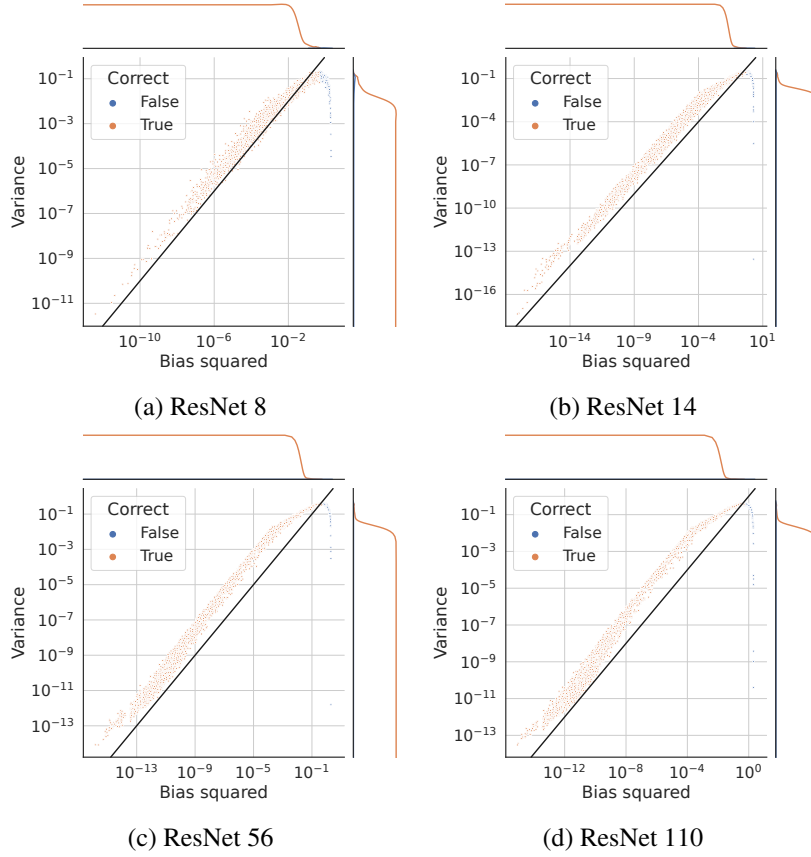 Correct
False
True
Variance
10⁻¹
10⁻³
10⁻⁵
10⁻⁷
10⁻⁹
10⁻¹¹
10⁻¹⁰ 10⁻⁶ 10⁻²
Bias squared
(a) ResNet 8
Correct
False
True
Variance
10⁻¹
10⁻⁴
10⁻⁷
10⁻¹⁰
10⁻¹³
10⁻¹⁶
10⁻¹⁴ 10⁻⁹ 10⁻⁴ 10¹
Bias squared
(b) ResNet 14
Correct
False
True
Variance
10⁻¹
10⁻³
10⁻⁵
10⁻⁷
10⁻⁹
10⁻¹¹
10⁻¹³
10⁻¹³ 10⁻⁹ 10⁻⁵ 10⁻¹
Bias squared
(c) ResNet 56
Correct
False
True
Variance
10⁻¹
10⁻³
10⁻⁵
10⁻⁷
10⁻⁹
10⁻¹¹
10⁻¹³
10⁻¹² 10⁻⁸ 10⁻⁴ 10⁰
Bias squared
(d) ResNet 110